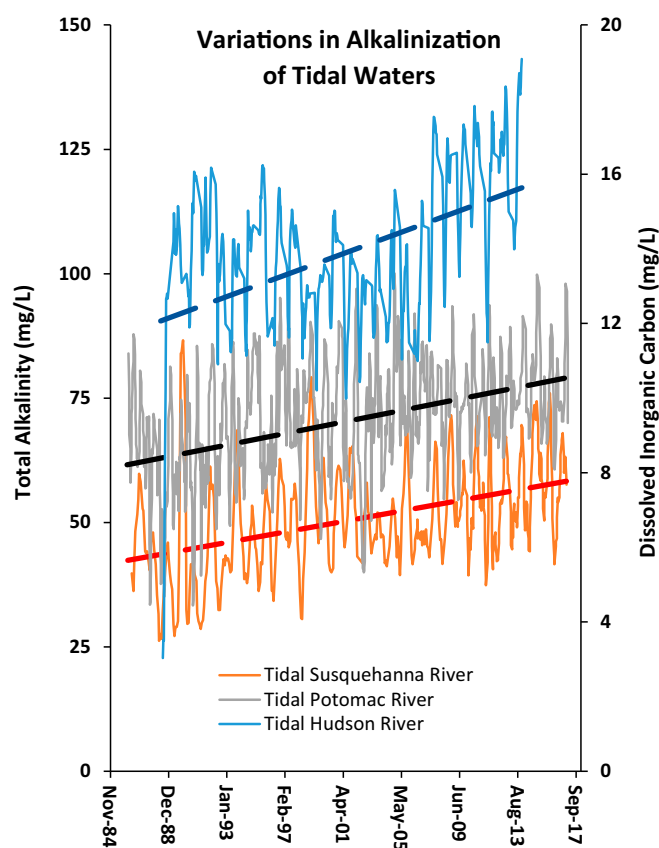 Variations in Alkalinization
of Tidal Waters
Total Alkalinity (mg/L)
150
125
100
75
50
25
0
Dissolved Inorganic Carbon (mg/L)
20
16
12
8
4
0
Tidal Susquehanna River
Tidal Potomac River
Tidal Hudson River
Nov-84
Dec-88
Jan-93
Feb-97
Apr-01
May-05
Jun-09
Aug-13
Sep-17